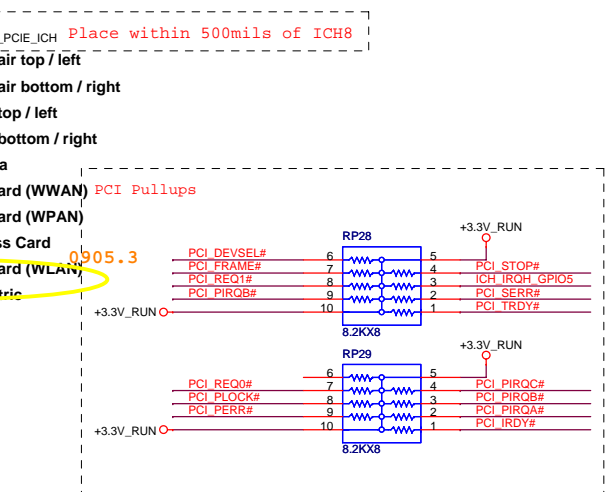 _PCIE_ICH Place within 500mils of ICH8
air top / left
air bottom / right
top / left
bottom / right
a
ard (WWAN) PCI Pullups
ard (WPAN)
ss Card
0905.3
ard (WLAN)
tric
RP28
+3.3V_RUN
PCI_DEVSEL# 6 5
PCI_FRAME# 7 4 PCI_STOP#
PCI_REQ1# 8 3 ICH_IRQH_GPIO5
PCI_PIRQB# 9 2 PCI_SERR#
+3.3V_RUN 10 1 PCI_TRDY#
8.2KX8
RP29
+3.3V_RUN
6 5
PCI_REQ0# 7 4 PCI_PIRQC#
PCI_PLOCK# 8 3 PCI_PIRQB#
PCI_PERR# 9 2 PCI_PIRQA#
+3.3V_RUN 10 1 PCI_IRDY#
8.2KX8